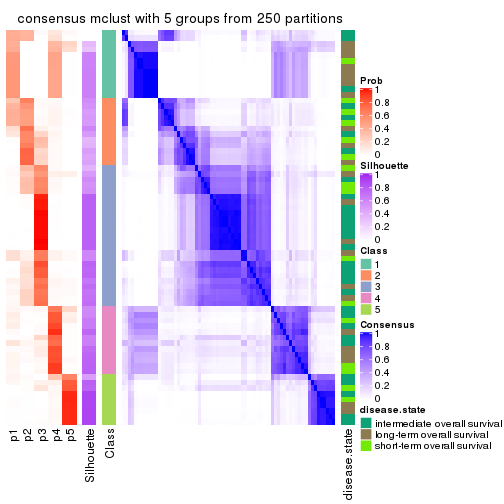 consensus mclust with 5 groups from 250 partitions
Prob
1
0.8
0.6
0.4
0.2
0
Silhouette
1
0.8
0.6
0.4
0.2
0
Class
1
2
3
4
5
Consensus
1
0.8
0.6
0.4
0.2
0
disease.state
intermediate overall survival
long-term overall survival
short-term overall survival
p1
p2
p3
p4
p5
Silhouette
Class
disease.state